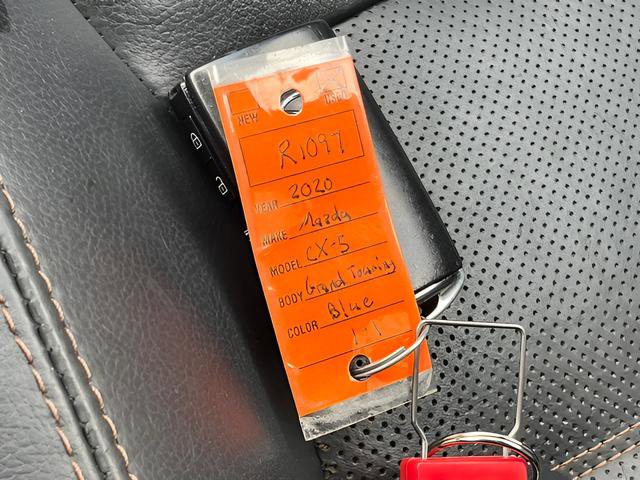 NEW USED
R1097
YEAR 2020
MAKE Mazda
MODEL CX-5
BODY Grand Touring
COLOR Blue